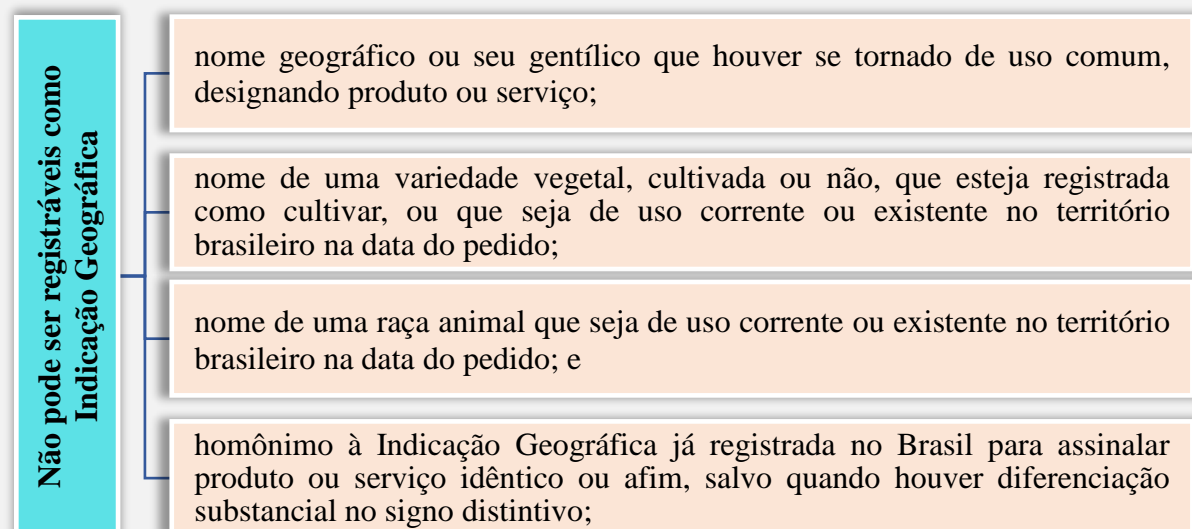 Não pode ser registráveis como
Indicação Geográfica
nome geográfico ou seu gentílico que houver se tornado de uso comum,
designando produto ou serviço;
nome de uma variedade vegetal, cultivada ou não, que esteja registrada
como cultivar, ou que seja de uso corrente ou existente no território
brasileiro na data do pedido;
nome de uma raça animal que seja de uso corrente ou existente no território
brasileiro na data do pedido; e
homônimo à Indicação Geográfica já registrada no Brasil para assinalar
produto ou serviço idêntico ou afim, salvo quando houver diferenciação
substancial no signo distintivo;